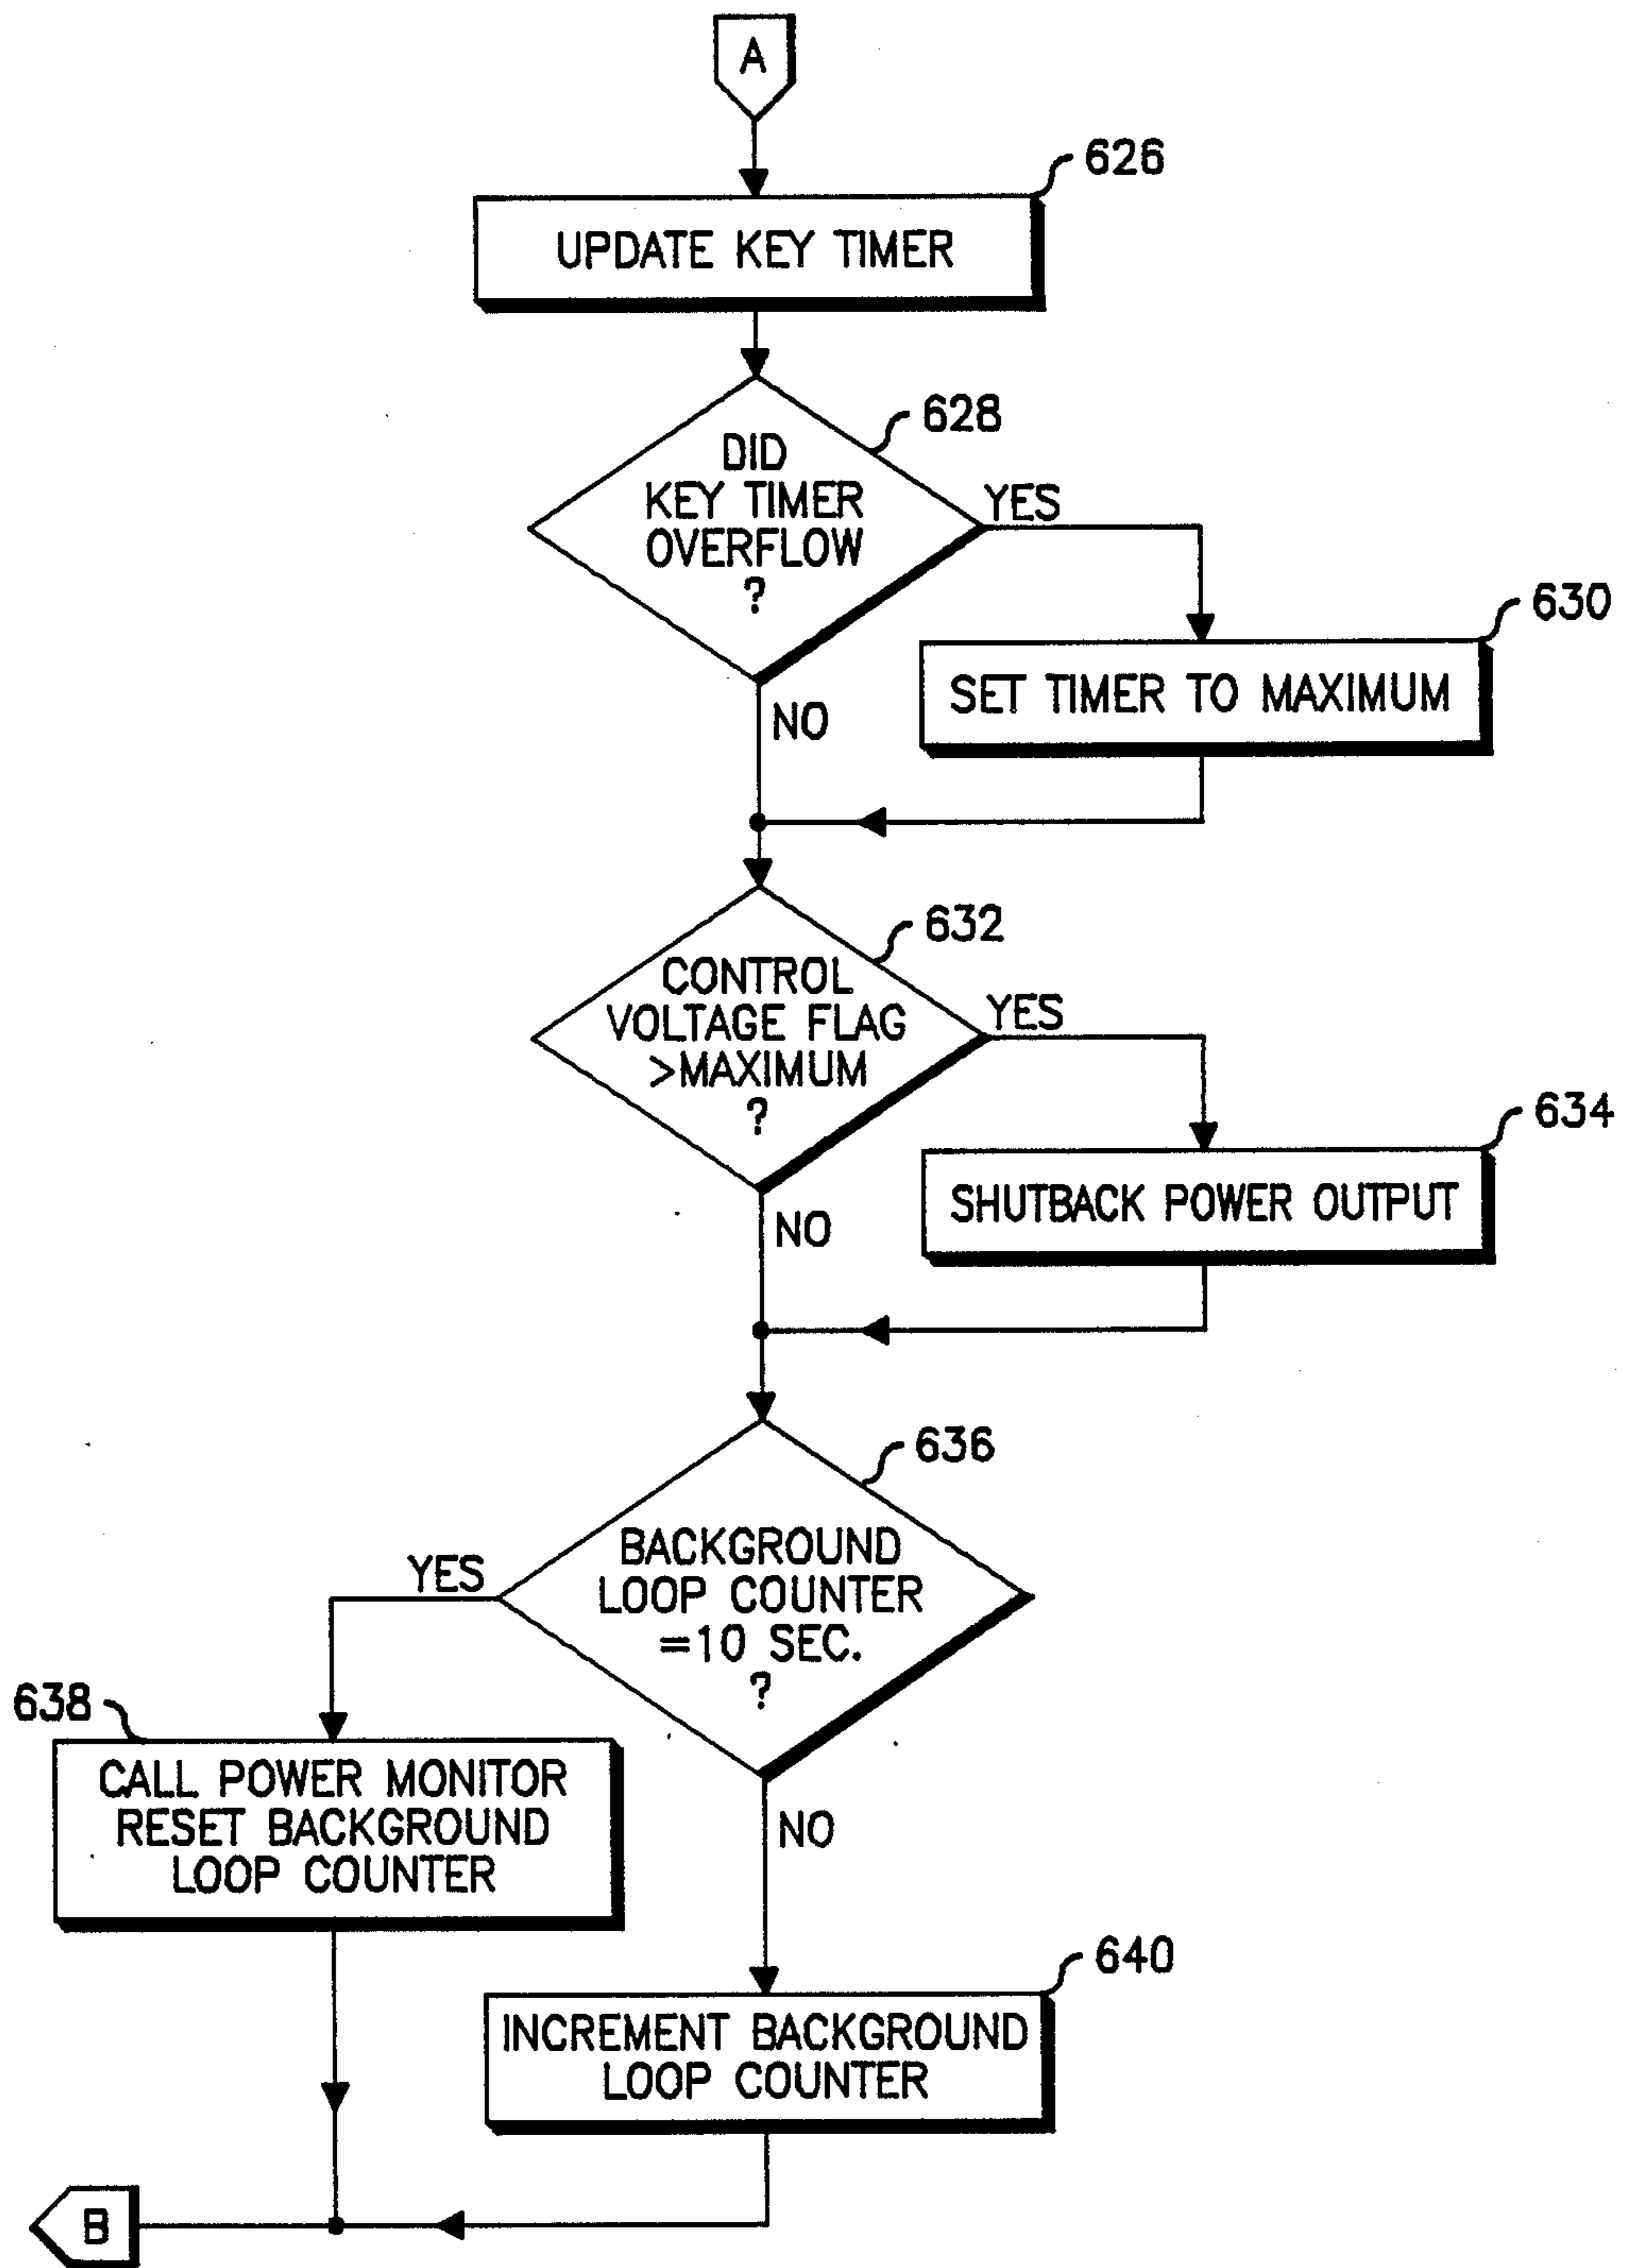 A
626
UPDATE KEY TIMER
628
DID
KEY TIMER
OVERFLOW
?
YES
630
SET TIMER TO MAXIMUM
NO
632
CONTROL
VOLTAGE FLAG
>MAXIMUM
?
YES
634
SHUTBACK POWER OUTPUT
NO
636
BACKGROUND
LOOP COUNTER
=10 SEC.
?
YES
638
CALL POWER MONITOR
RESET BACKGROUND
LOOP COUNTER
NO
640
INCREMENT BACKGROUND
LOOP COUNTER
B